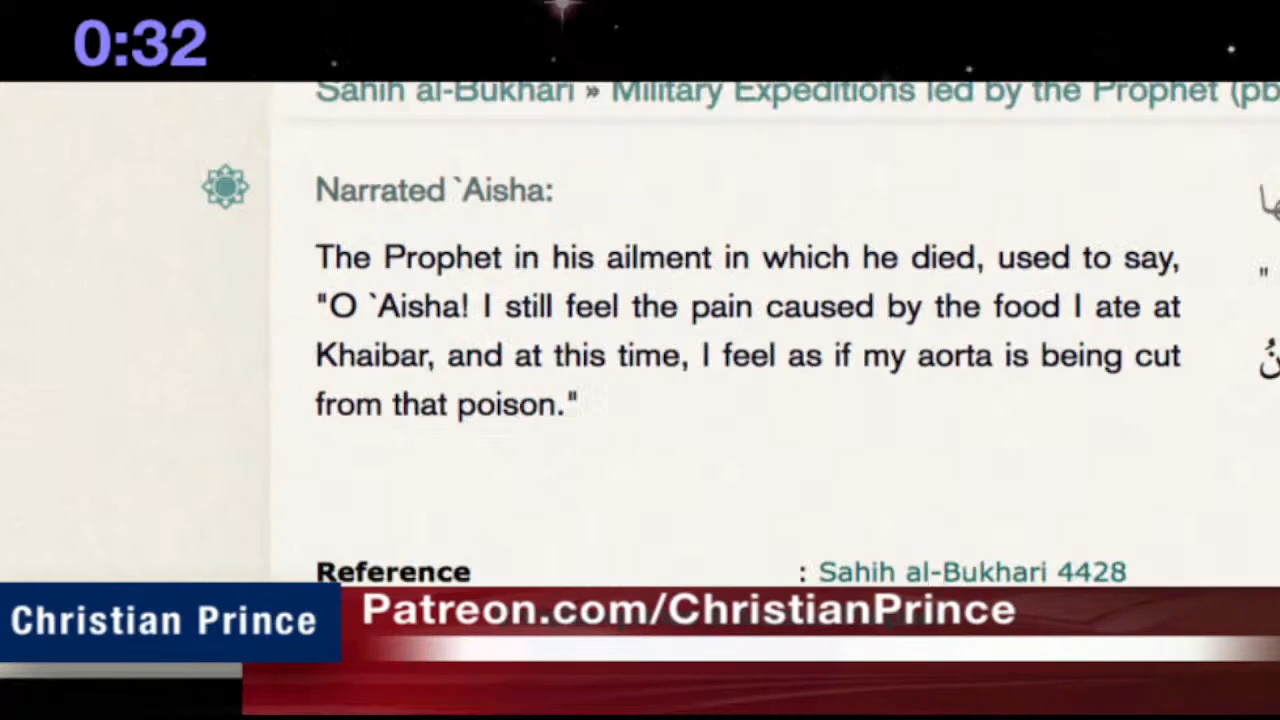 0:32
Sahih al-Bukhari » Military Expeditions led by the Prophet (pb
Narrated `Aisha:
The Prophet in his ailment in which he died, used to say,
"O `Aisha! I still feel the pain caused by the food I ate at
Khaibar, and at this time, I feel as if my aorta is being cut
from that poison."
Reference : Sahih al-Bukhari 4428
Christian Prince
Patreon.com/ChristianPrince